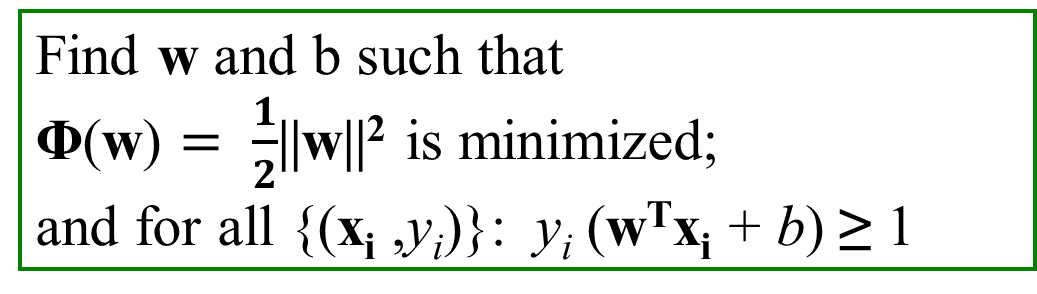 Find w and b such that
Φ(w) = 1/2||w||² is minimized;
and for all {(xᵢ ,yᵢ)}: yᵢ (wᵀxᵢ + b) ≥ 1